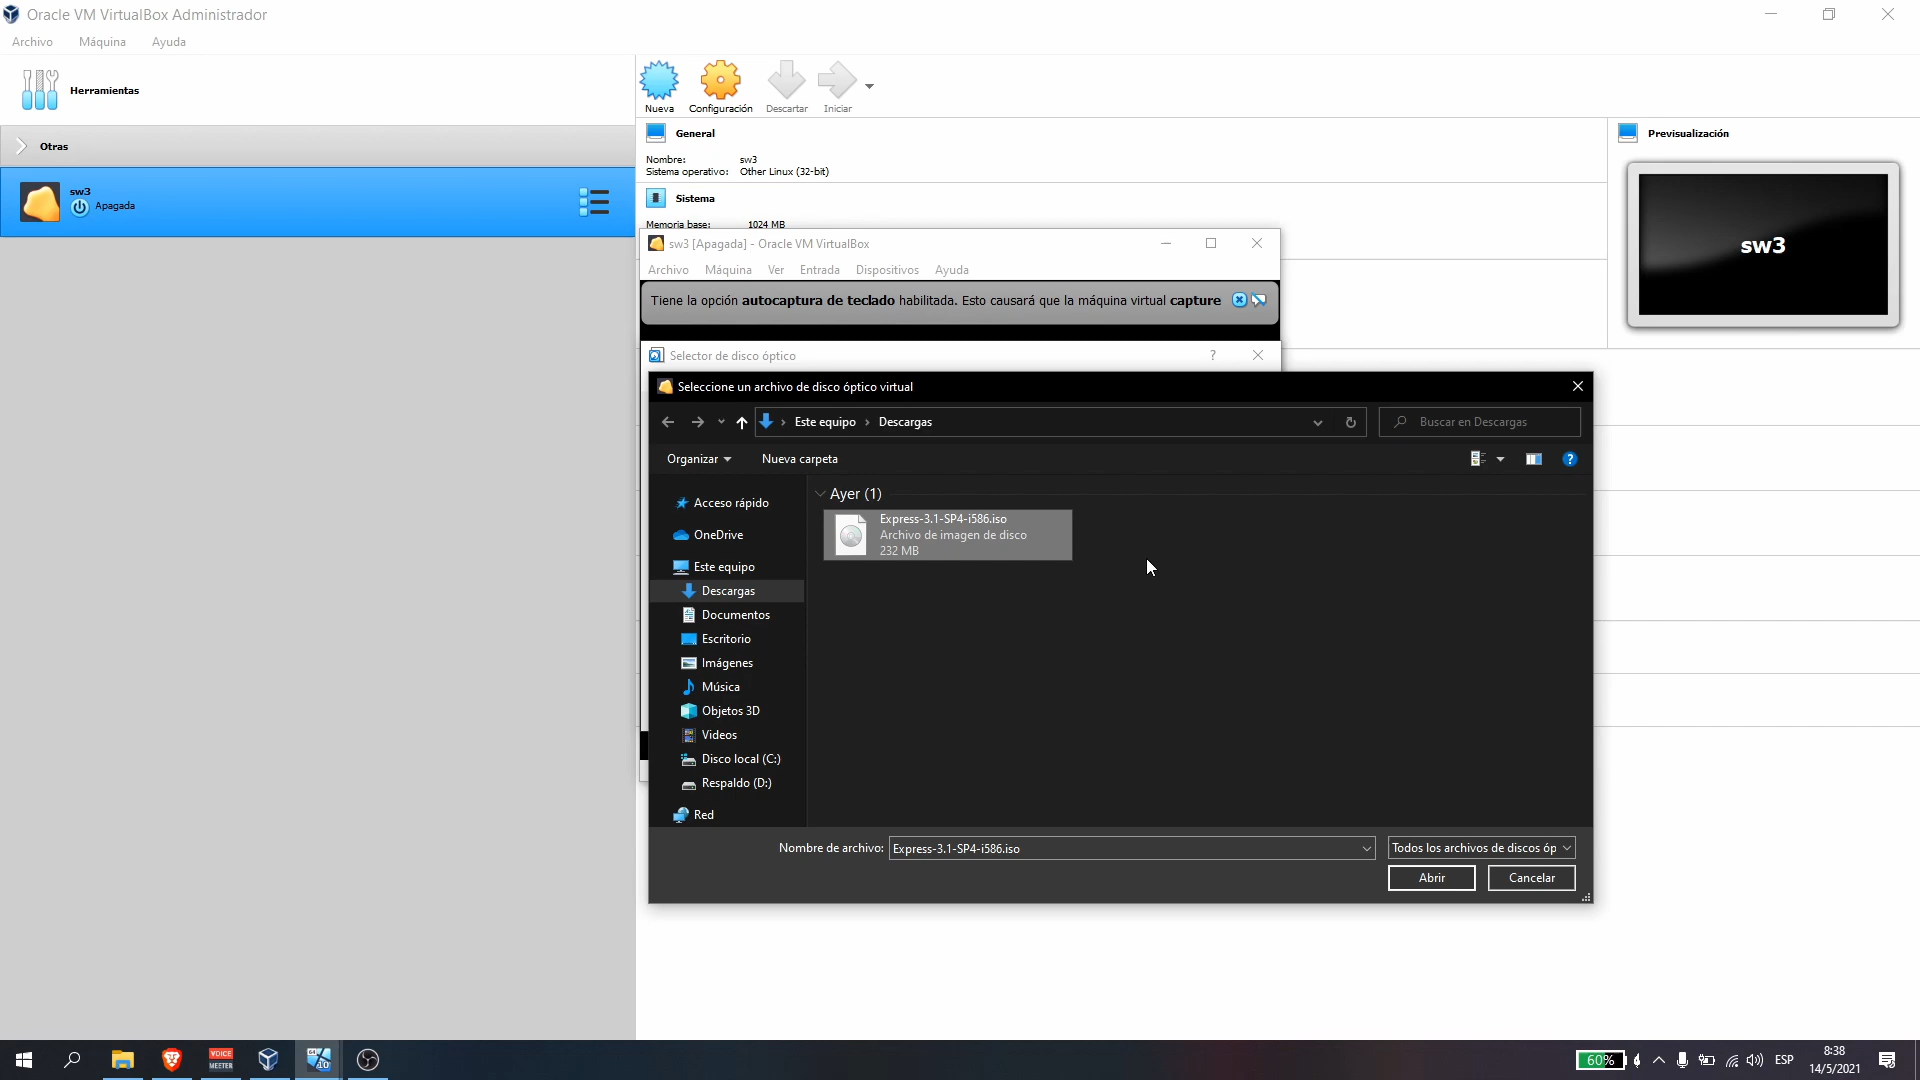 Oracle VM VirtualBox Administrador
Archivo Máquina Ayuda
Herramientas
Nueva Configuración Descartar Iniciar
Otras
sw3
Apagada
General
Nombre: sw3
Sistema operativo: Other Linux (32-bit)
Sistema
Memoria base: 1024 MB
Previsualización
sw3
sw3 [Apagada] - Oracle VM VirtualBox
Archivo Máquina Ver Entrada Dispositivos Ayuda
Tiene la opción autocaptura de teclado habilitada. Esto causará que la máquina virtual capture
Selector de disco óptico
?
Seleccione un archivo de disco óptico virtual
Este equipo › Descargas
Buscar en Descargas
Organizar Nueva carpeta
?
Acceso rápido
OneDrive
Este equipo
Descargas
Documentos
Escritorio
Imágenes
Música
Objetos 3D
Videos
Disco local (C:)
Respaldo (D:)
Red
Ayer (1)
Express-3.1-SP4-i586.iso
Archivo de imagen de disco
232 MB
Nombre de archivo: Express-3.1-SP4-i586.iso
Todos los archivos de discos óp
Abrir Cancelar
VOICE
MEETER
64
10
60%
ESP
8:38
14/5/2021